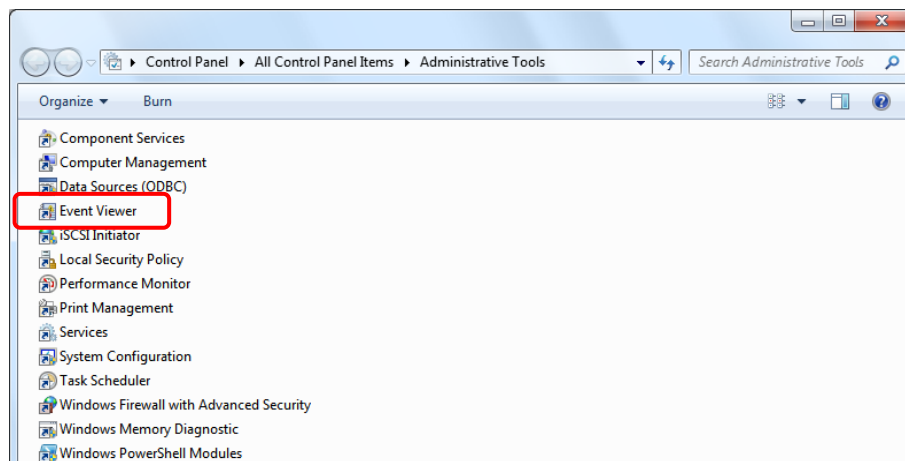 Control Panel ▸ All Control Panel Items ▸ Administrative Tools Search Administrative Tools
Organize Burn
Component Services
Computer Management
Data Sources (ODBC)
Event Viewer
iSCSI Initiator
Local Security Policy
Performance Monitor
Print Management
Services
System Configuration
Task Scheduler
Windows Firewall with Advanced Security
Windows Memory Diagnostic
Windows PowerShell Modules